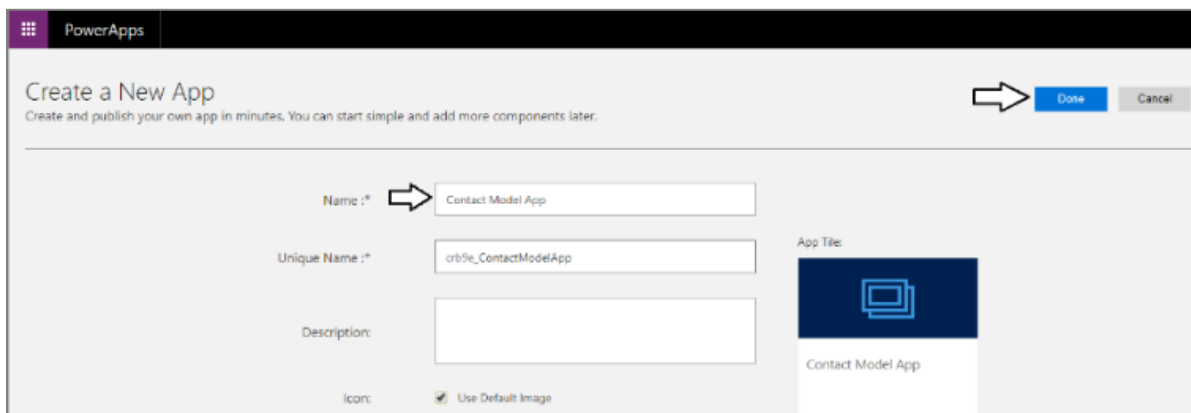 PowerApps
Create a New App
Create and publish your own app in minutes. You can start simple and add more components later.
Done
Cancel
Name :*
Contact Model App
Unique Name :*
crb9e_ContactModelApp
App Tile:
Description:
Contact Model App
Icon:
Use Default Image